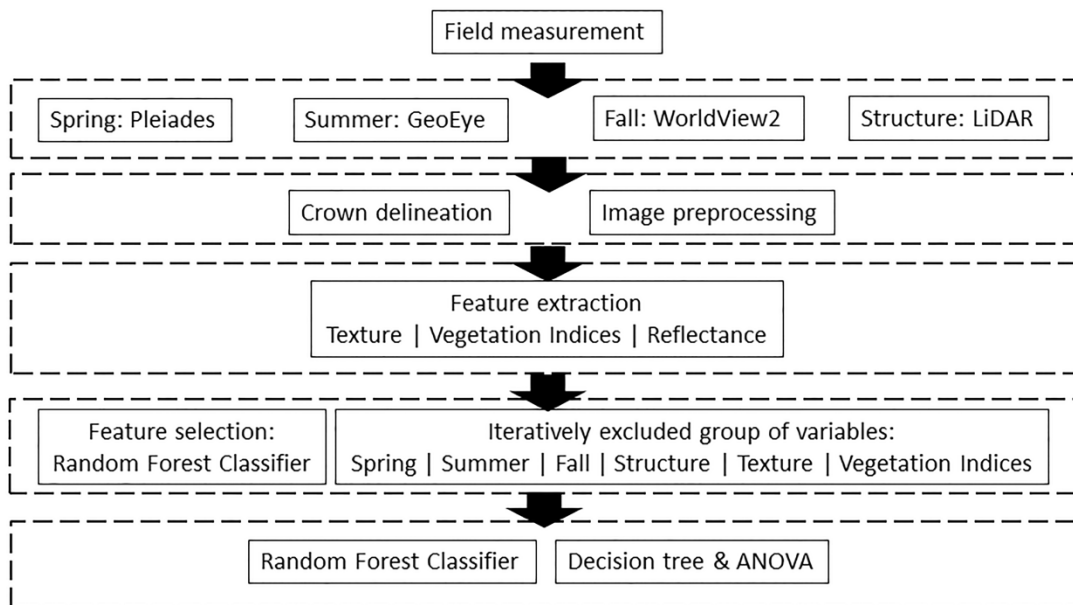 Field measurement
Spring: Pleiades
Summer: GeoEye
Fall: WorldView2
Structure: LiDAR
Crown delineation
Image preprocessing
Feature extraction
Texture | Vegetation Indices | Reflectance
Feature selection:
Random Forest Classifier
Iteratively excluded group of variables:
Spring | Summer | Fall | Structure | Texture | Vegetation Indices
Random Forest Classifier
Decision tree & ANOVA